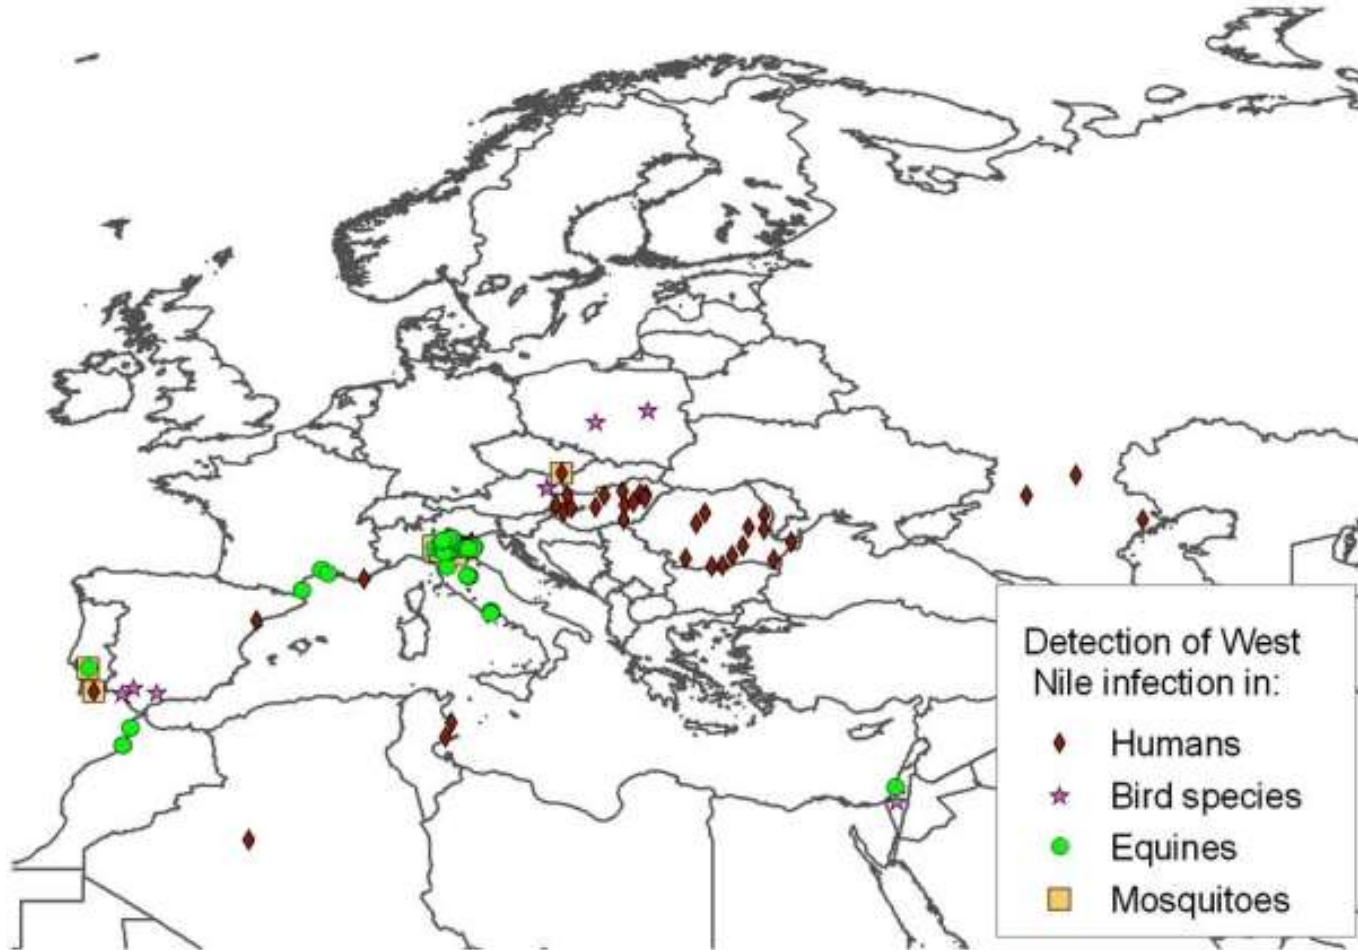 Detection of West
Nile infection in:
Humans
Bird species
Equines
Mosquitoes